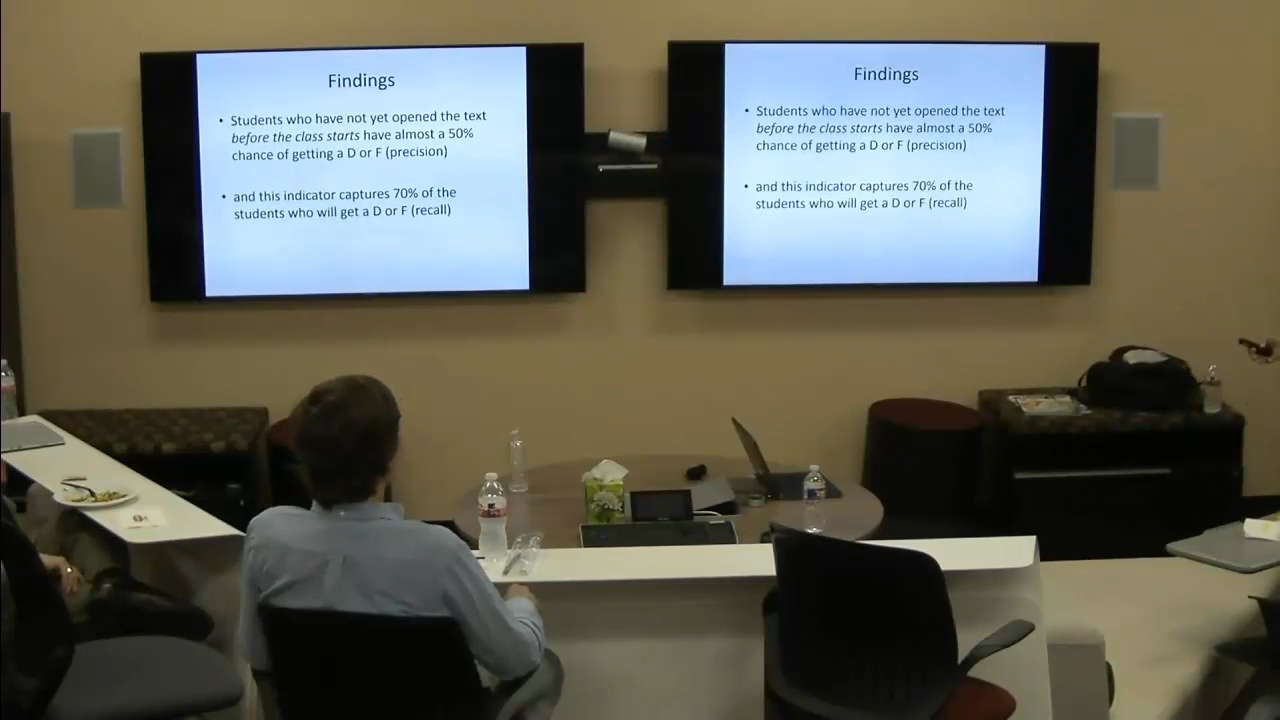 Findings
• Students who have not yet opened the text
before the class starts have almost a 50%
chance of getting a D or F (precision)
• and this indicator captures 70% of the
students who will get a D or F (recall)
Findings
• Students who have not yet opened the text
before the class starts have almost a 50%
chance of getting a D or F (precision)
• and this indicator captures 70% of the
students who will get a D or F (recall)